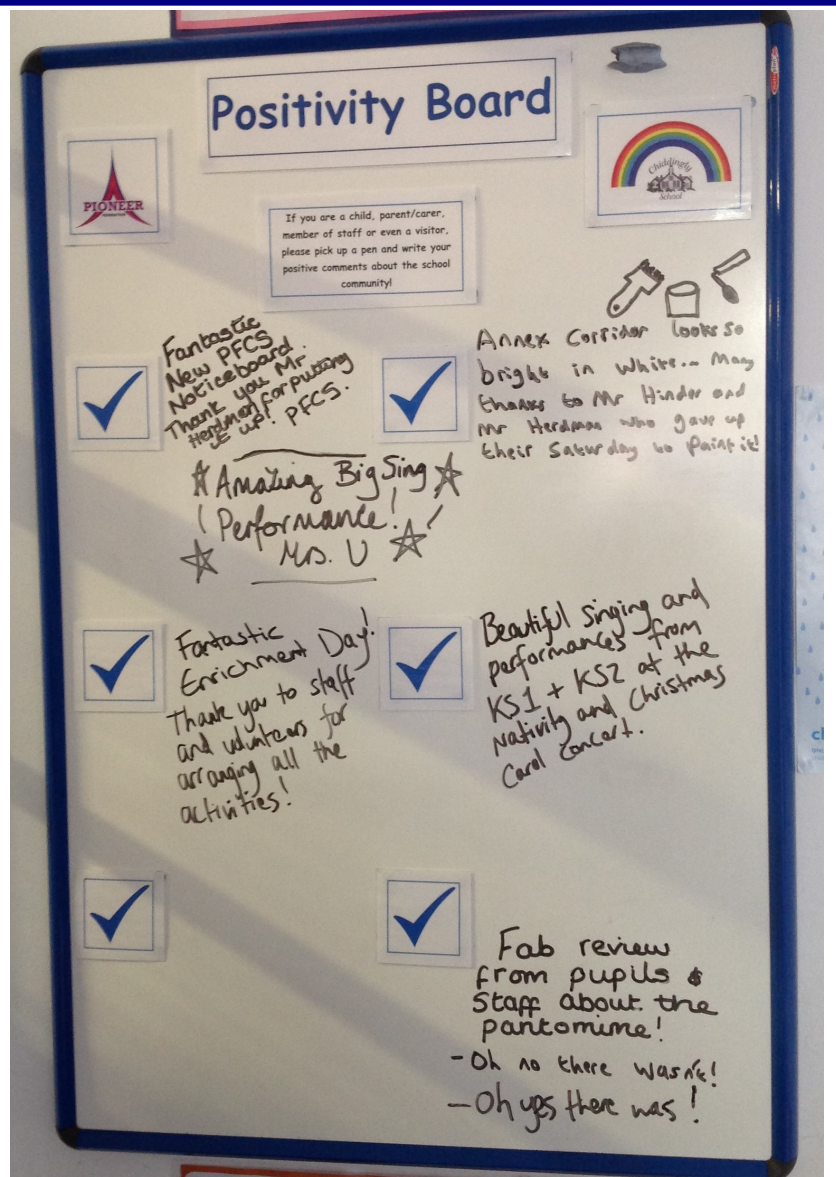 Positivity Board
PIONEER
Chiddingly
School
If you are a child, parent/carer,
member of staff or even a visitor,
please pick up a pen and write your
positive comments about the school
community!
Fantastic
New PFCS
Noticeboard
Thank you Mr.
Herdman for putting
it up! PFCS.
Annex Corridor looks so
bright in White... Many
thanks to Mr Hinder and
Mr Herdman who gave up
their Saturday to Paint it!
Amazing Big Sing
Performance!
Mrs. U
Fantastic
Enrichment Day!
Thank you to staff
and volunteers for
arranging all the
activities!
Beautiful singing and
performances from
KS1 + KS2 at the
Nativity and Christmas
Carol Concert.
Fab review
from pupils &
Staff about the
pantomime!
- Oh no there wasn't!
- Oh yes there was!